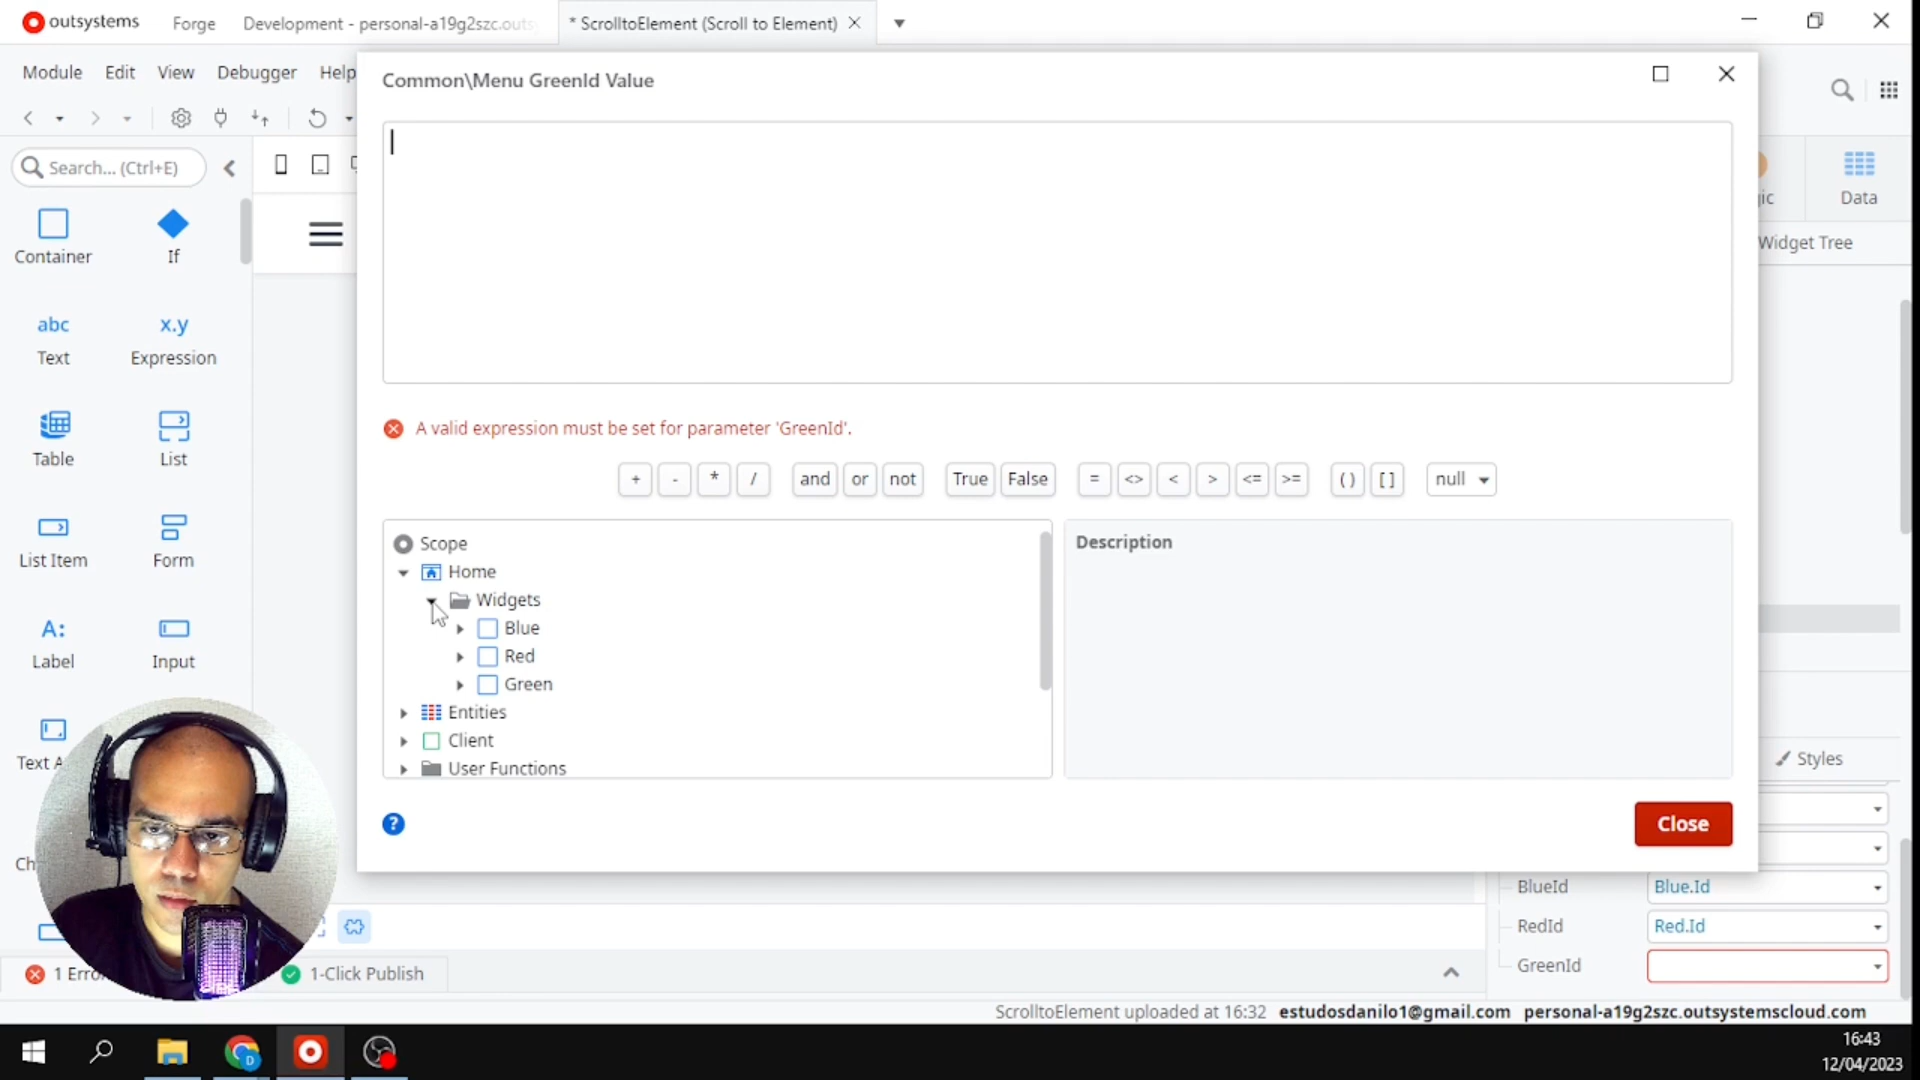 outsystems
Forge
Development - personal-a19g2szc.outs
* ScrolltoElement (Scroll to Element)
Module Edit View Debugger Help
Common\Menu GreenId Value
Search... (Ctrl+E)
Container
If
abc
Text
x.y
Expression
Table
List
List Item
Form
A:
Label
Input
Text A
Ch
A valid expression must be set for parameter 'GreenId'.
+ - * / and or not True False = <> < > <= >= ( ) [ ] null
Scope
Home
Widgets
Blue
Red
Green
Entities
Client
User Functions
Description
?
Close
ic
Data
Widget Tree
Styles
BlueId Blue.Id
RedId Red.Id
GreenId
1 Erro
1-Click Publish
ScrolltoElement uploaded at 16:32 estudosdanilo1@gmail.com personal-a19g2szc.outsystemscloud.com
D
16:43
12/04/2023